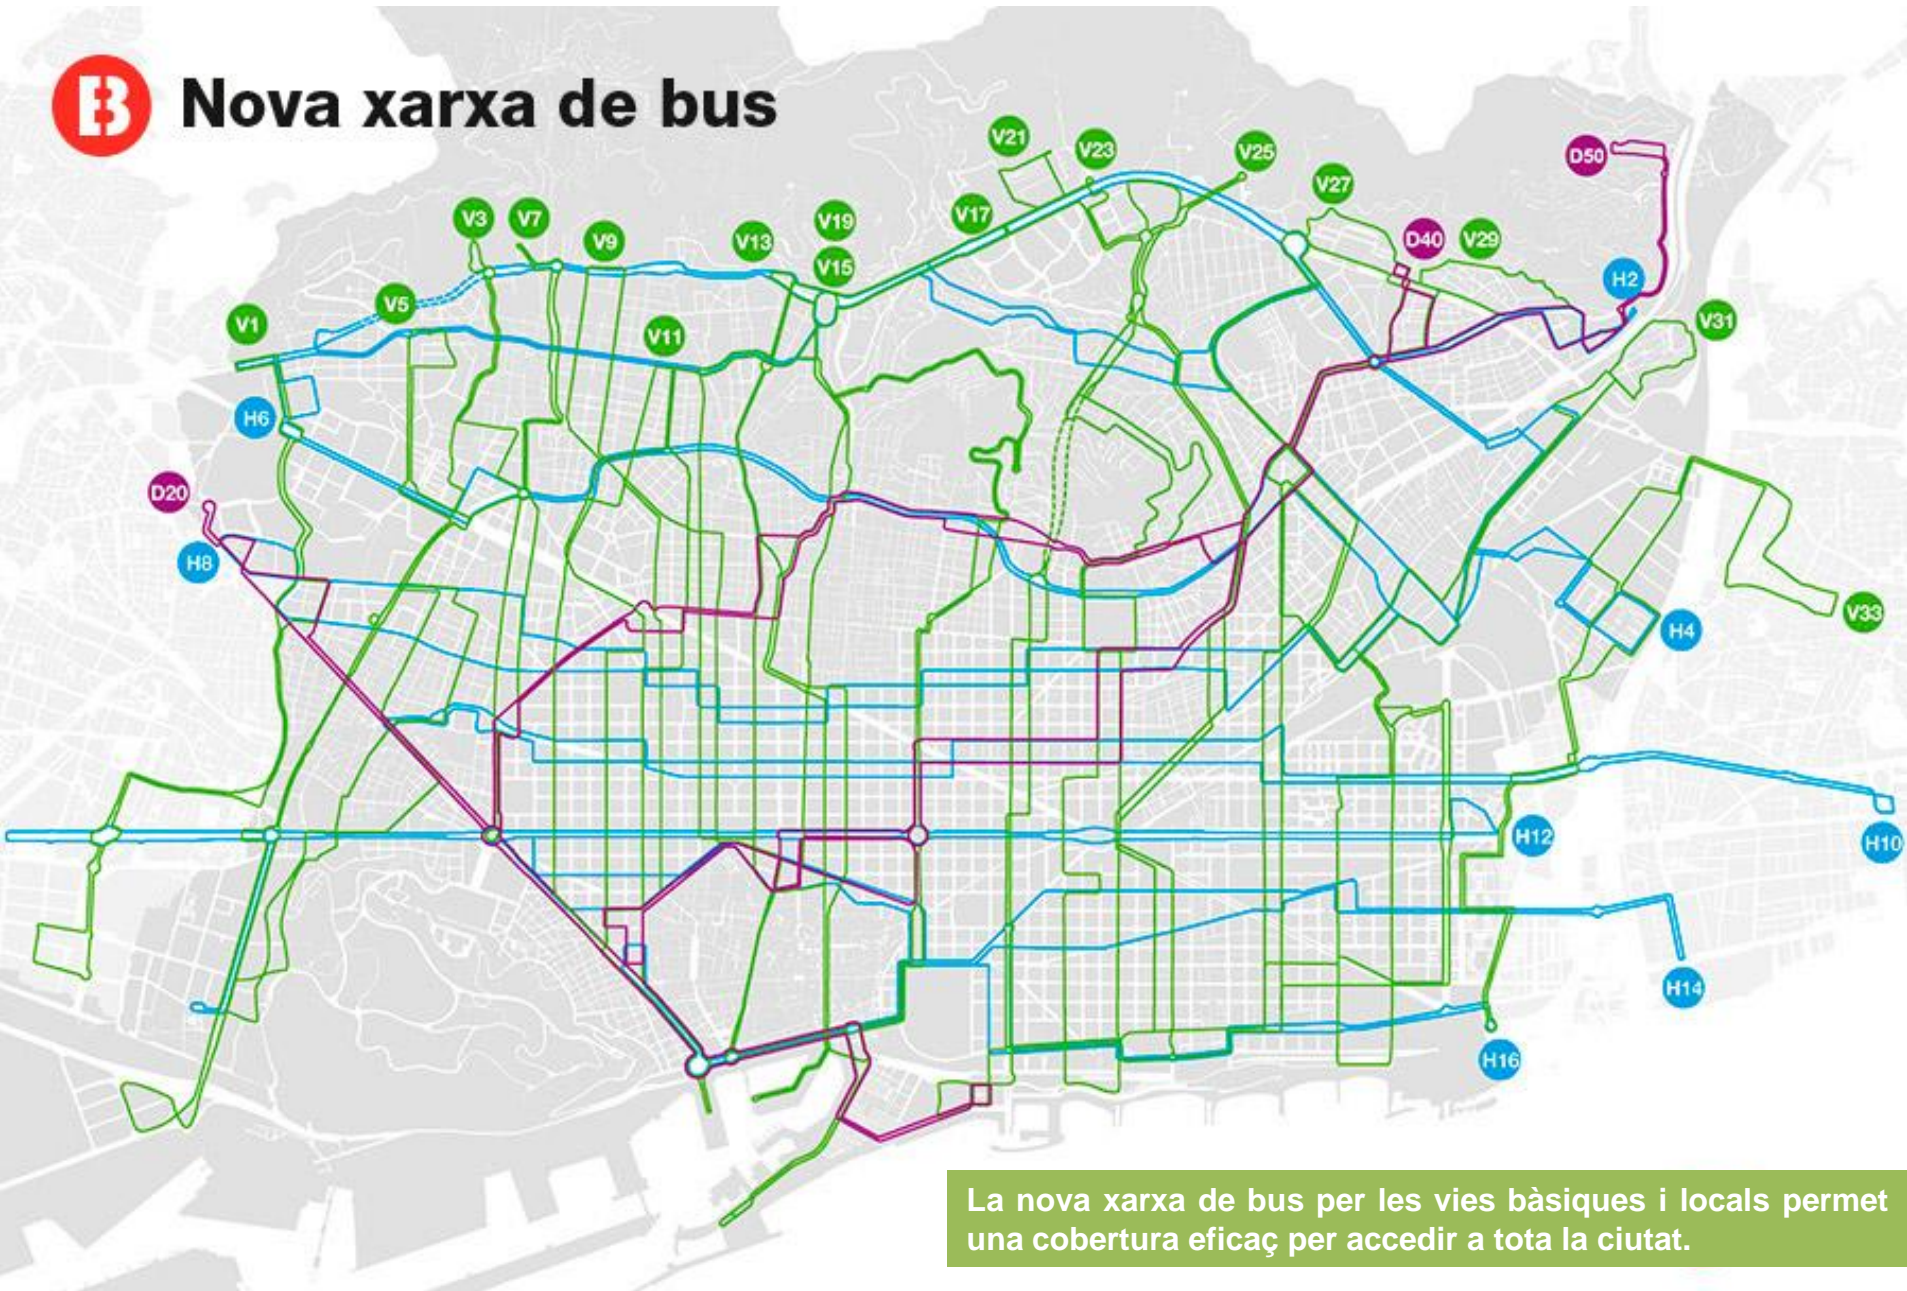 B Nova xarxa de bus
V21
V23
V25
D50
V27
V3
V7
V9
V13
V19
V17
D40
V29
V15
H2
V5
V1
V11
V31
H6
D20
H8
V33
H4
H12
H10
H14
H16
La nova xarxa de bus per les vies bàsiques i locals permet
una cobertura eficaç per accedir a tota la ciutat.